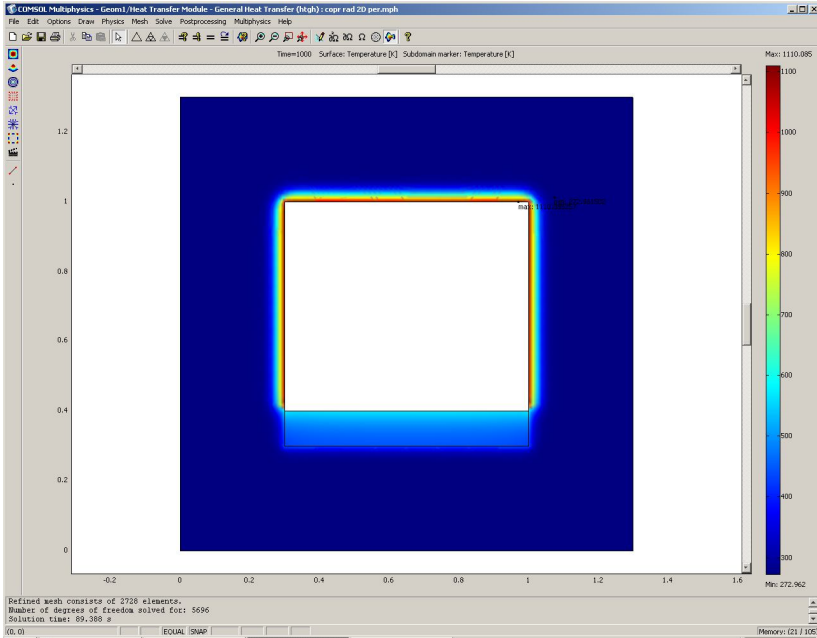 COMSOL Multiphysics - Geom1/Heat Transfer Module - General Heat Transfer (htgh) : copr rad 2D per.mph
File Edit Options Draw Physics Mesh Solve Postprocessing Multiphysics Help
Time=1000 Surface: Temperature [K] Subdomain marker: Temperature [K]
Max: 1110.085
1.2
1
0.8
0.6
0.4
0.2
0
-0.2 0 0.2 0.4 0.6 0.8 1 1.2 1.4 1.6
max:
1100
1000
900
800
700
600
500
400
300
Min: 272.962
Refined mesh consists of 2728 elements.
Number of degrees of freedom solved for: 5696
Solution time: 89.388 s
(0, 0) EQUAL SNAP Memory: (21 / 105